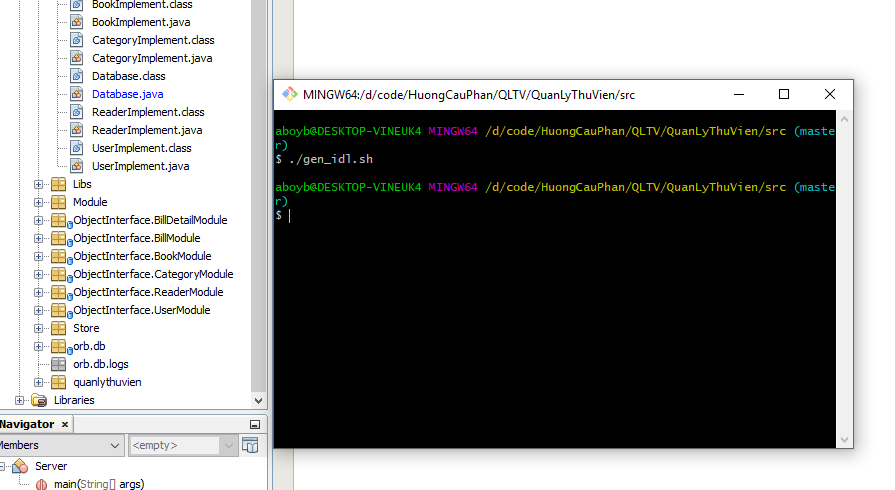 BookImplement.class
BookImplement.java
CategoryImplement.class
CategoryImplement.java
Database.class
Database.java
ReaderImplement.class
ReaderImplement.java
UserImplement.class
UserImplement.java
Libs
Module
ObjectInterface.BillDetailModule
ObjectInterface.BillModule
ObjectInterface.BookModule
ObjectInterface.CategoryModule
ObjectInterface.ReaderModule
ObjectInterface.UserModule
Store
orb.db
orb.db.logs
quanlythuvien
Libraries
Navigator ×
Members
<empty>
Server
main(String[] args)
MINGW64:/d/code/HuongCauPhan/QLTV/QuanLyThuVien/src
aboyb@DESKTOP-VINEUK4 MINGW64 /d/code/HuongCauPhan/QLTV/QuanLyThuVien/src (maste
r)
$ ./gen_idl.sh
aboyb@DESKTOP-VINEUK4 MINGW64 /d/code/HuongCauPhan/QLTV/QuanLyThuVien/src (maste
r)
$